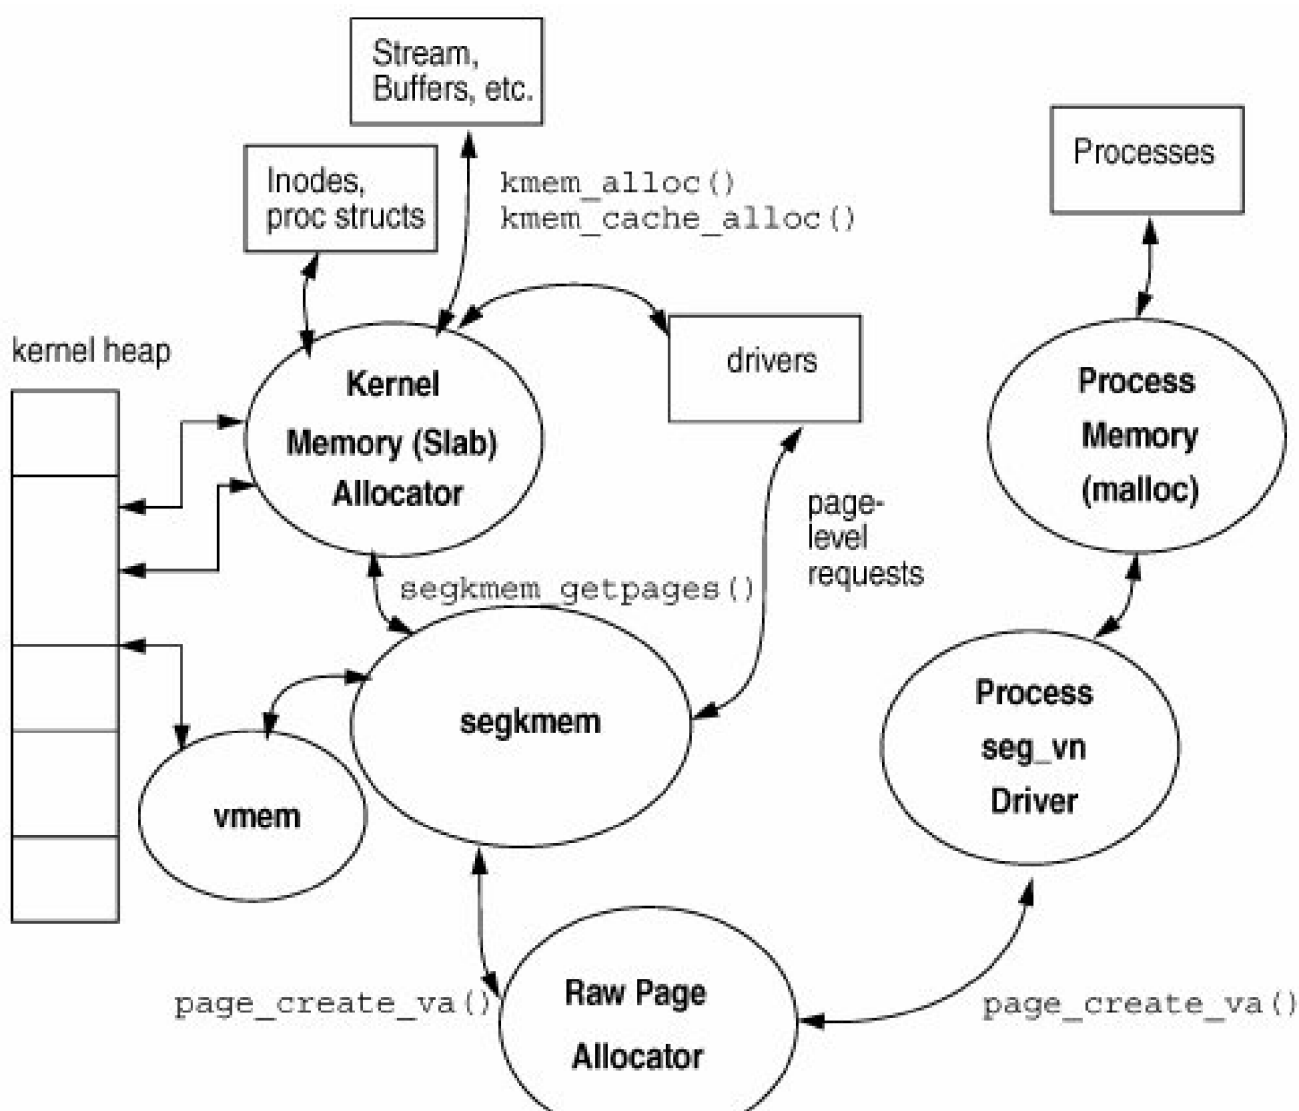 Stream,
Buffers, etc.
Processes
Inodes,
proc structs
kmem_alloc()
kmem_cache_alloc()
kernel heap
drivers
Kernel
Memory (Slab)
Allocator
Process
Memory
(malloc)
page-
level
requests
segkmem_getpages()
segkmem
Process
seg_vn
Driver
vmem
page_create_va()
Raw Page
Allocator
page_create_va()